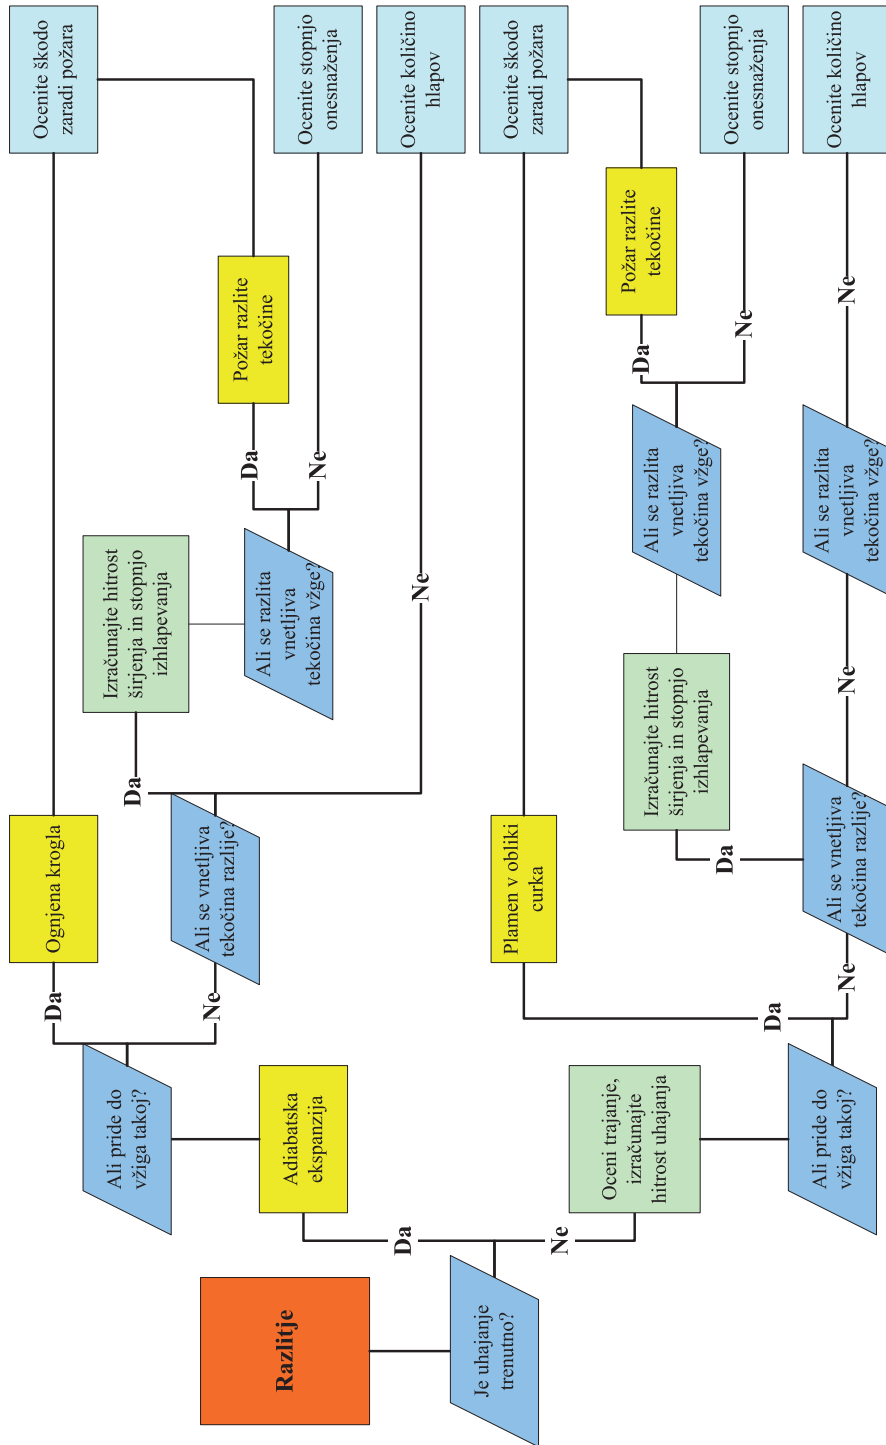 Razlitje
Je uhajanje
trenutno?
Da
Ne
Adiabatska
ekspanzija
Ali pride do
vžiga takoj?
Da
Ne
Ognjena krogla
Ocenite škodo
zaradi požara
Ali se vnetljiva
tekočina razlije?
Da
Ne
Izračunajte hitrost
širjenja in stopnjo
izhlapevanja
Ali se razlita
vnetljiva
tekočina vžge?
Da
Ne
Požar razlite
tekočine
Ocenite stopnjo
onesnaženja
Ocenite količino
hlapov
Oceni trajanje,
izračunajte
hitrost uhajanja
Ali pride do
vžiga takoj?
Da
Ne
Plamen v obliki
curka
Ocenite škodo
zaradi požara
Ali se vnetljiva
tekočina razlije?
Da
Ne
Izračunajte hitrost
širjenja in stopnjo
izhlapevanja
Ali se razlita
vnetljiva
tekočina vžge?
Da
Ne
Požar razlite
tekočine
Ocenite stopnjo
onesnaženja
Ali se razlita
vnetljiva
tekočina vžge?
Ne
Ocenite količino
hlapov